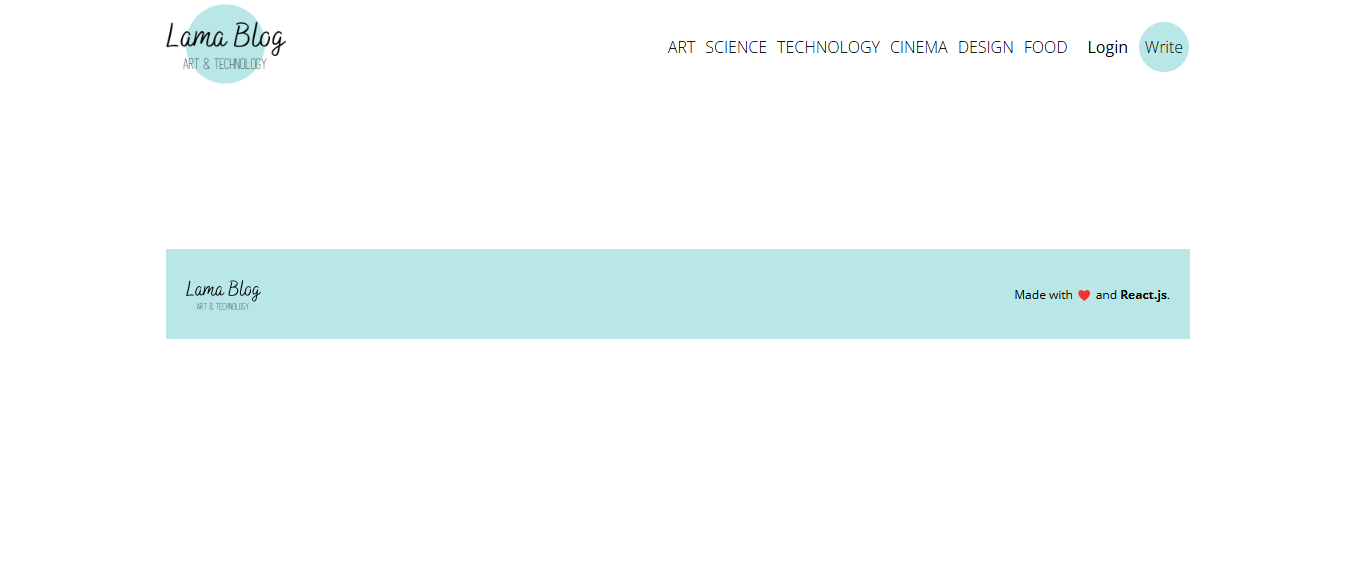 Lama Blog
ART & TECHNOLOGY
ART SCIENCE TECHNOLOGY CINEMA DESIGN FOOD Login Write
Lama Blog
ART & TECHNOLOGY
Made with ❤️ and React.js.